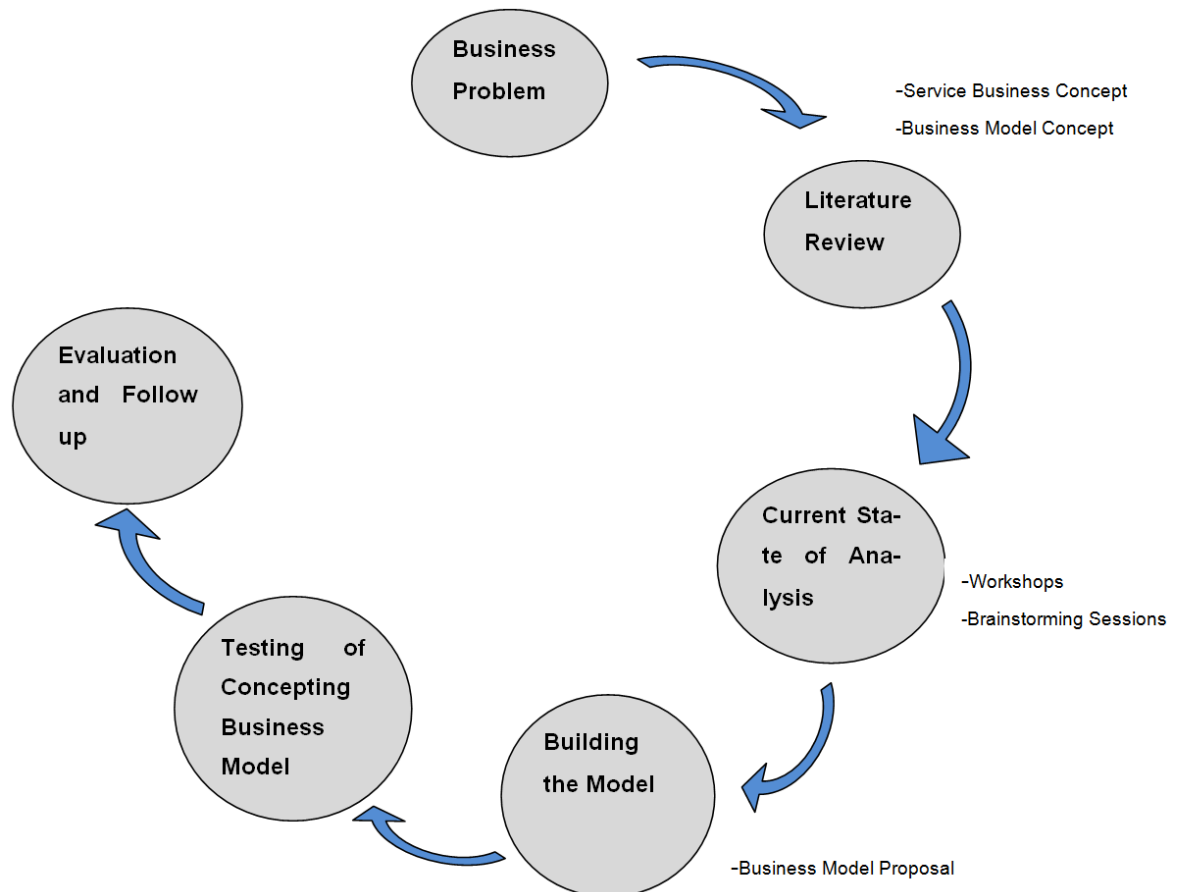 Business
Problem
-Service Business Concept
-Business Model Concept
Literature
Review
Current Sta-
te of Ana-
lysis
-Workshops
-Brainstorming Sessions
Building
the Model
-Business Model Proposal
Testing of
Concepting
Business
Model
Evaluation
and Follow
up